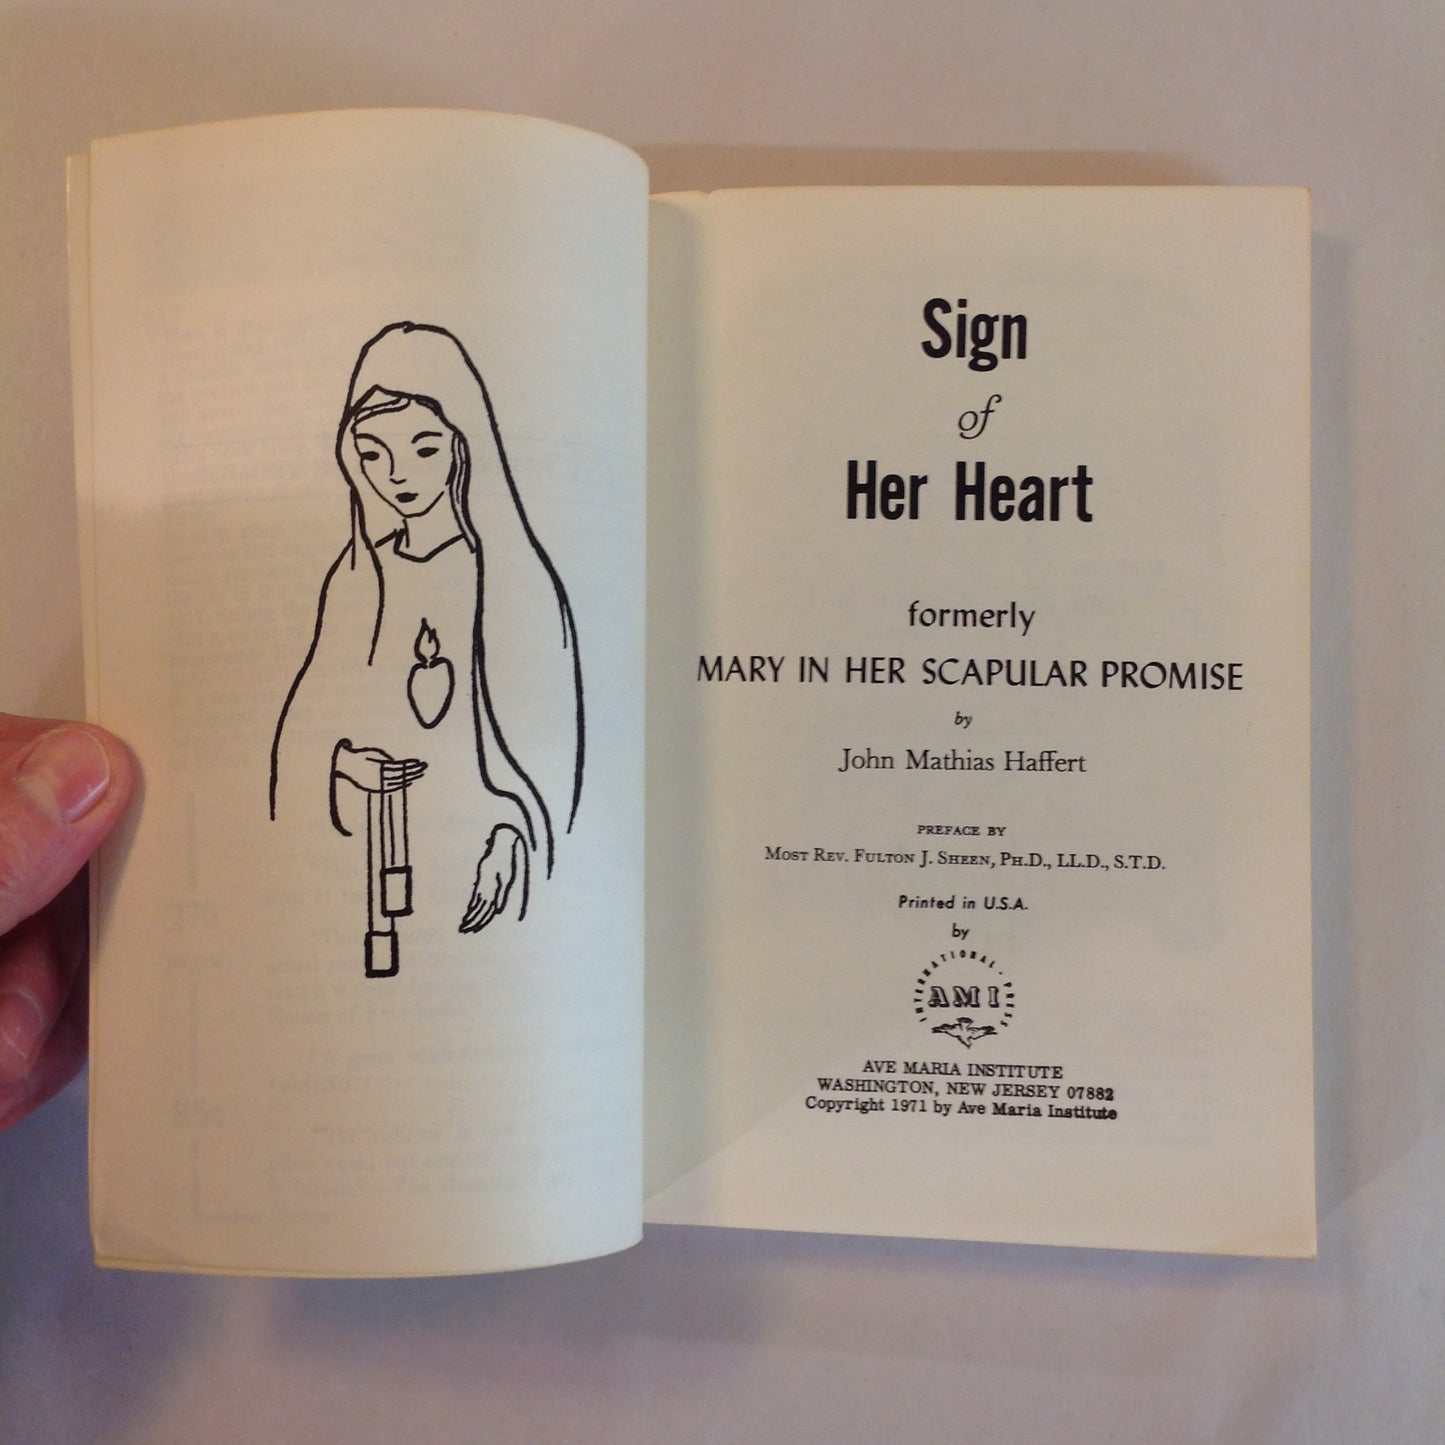 Sign
of
Her Heart
formerly
MARY IN HER SCAPULAR PROMISE
by
John Mathias Haffert
PREFACE BY
MOST REV. FULTON J. SHEEN, PH.D., LL.D., S.T.D.
Printed in U.S.A.
by
INTERNATIONAL · PRESS
AMI
AVE MARIA INSTITUTE
WASHINGTON, NEW JERSEY 07882
Copyright 1971 by Ave Maria Institute